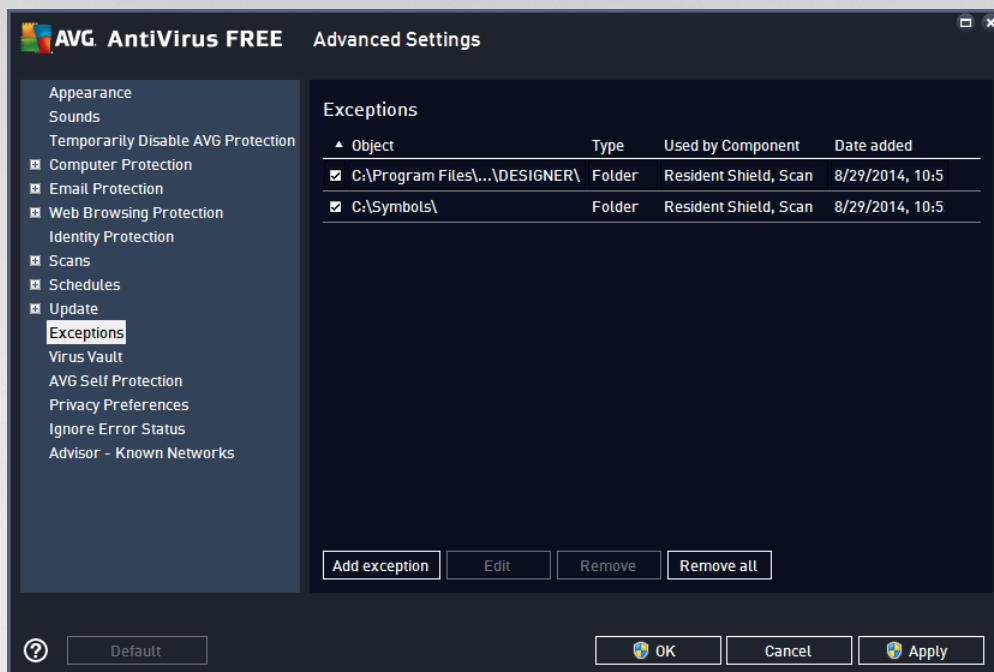 AVG AntiVirus FREE Advanced Settings
Appearance
Sounds
Temporarily Disable AVG Protection
Computer Protection
Email Protection
Web Browsing Protection
Identity Protection
Scans
Schedules
Update
Exceptions
Virus Vault
AVG Self Protection
Privacy Preferences
Ignore Error Status
Advisor - Known Networks
Exceptions
Object Type Used by Component Date added
C:\Program Files\...\DESIGNER\ Folder Resident Shield, Scan 8/29/2014, 10:5
C:\Symbols\ Folder Resident Shield, Scan 8/29/2014, 10:5
Add exception Edit Remove Remove all
? Default OK Cancel Apply